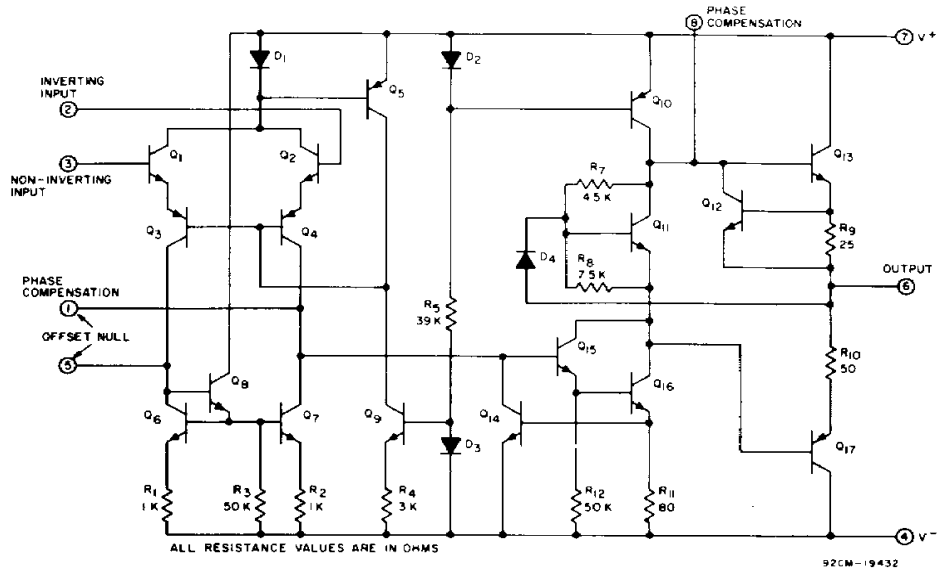 PHASE
COMPENSATION
8
7 V+
D1
D2
Q5
Q10
INVERTING
INPUT
2
3
NON-INVERTING
INPUT
Q1
Q2
Q13
R7
4.5 K
Q12
Q3
Q4
Q11
R9
25
D4
R8
7.5 K
OUTPUT
6
PHASE
COMPENSATION
1
OFFSET NULL
5
R5
39 K
Q15
R10
50
Q8
Q16
Q6
Q7
Q9
Q14
D3
Q17
R1
1 K
R3
50 K
R2
1 K
R4
3 K
R12
50 K
R11
80
4 V-
ALL RESISTANCE VALUES ARE IN OHMS
92CM-19432